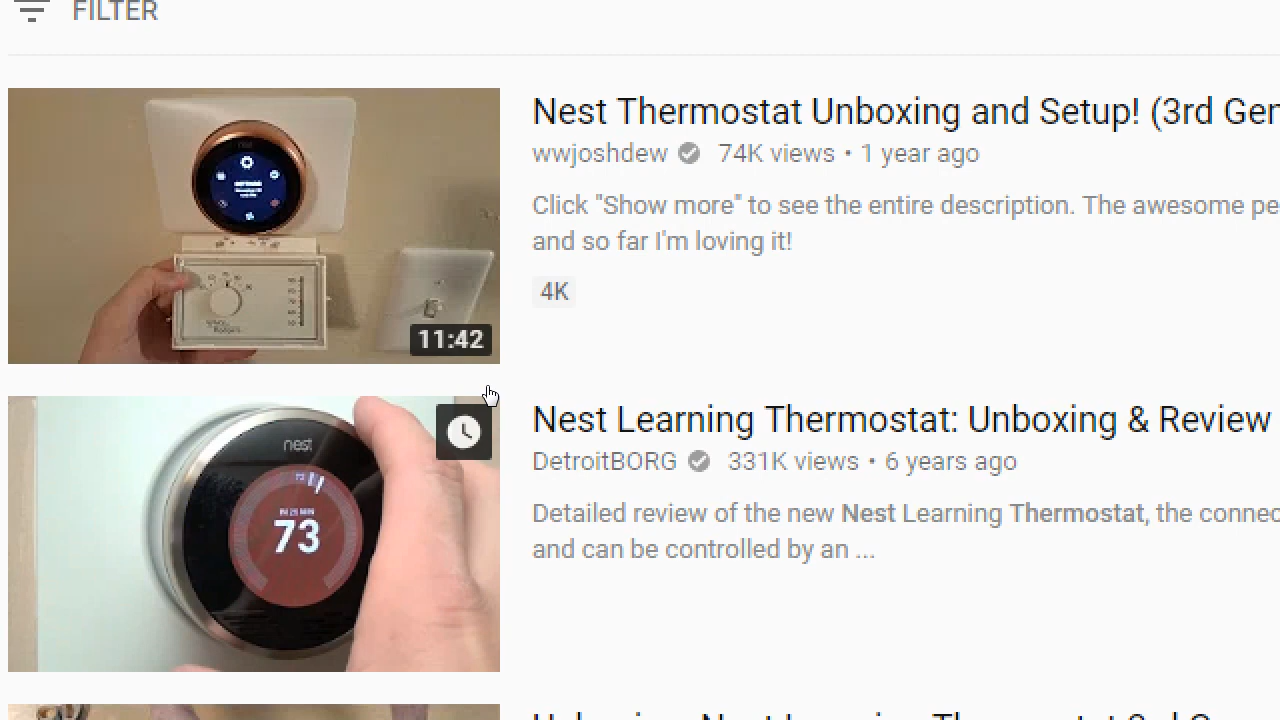 FILTER
Nest Thermostat Unboxing and Setup! (3rd Gen
wwjoshdew 74K views • 1 year ago
Click "Show more" to see the entire description. The awesome pe
and so far I'm loving it!
4K
11:42
Nest Learning Thermostat: Unboxing & Review
DetroitBORG 331K views • 6 years ago
Detailed review of the new Nest Learning Thermostat, the connec
and can be controlled by an ...
nest
IN 25 MIN
73